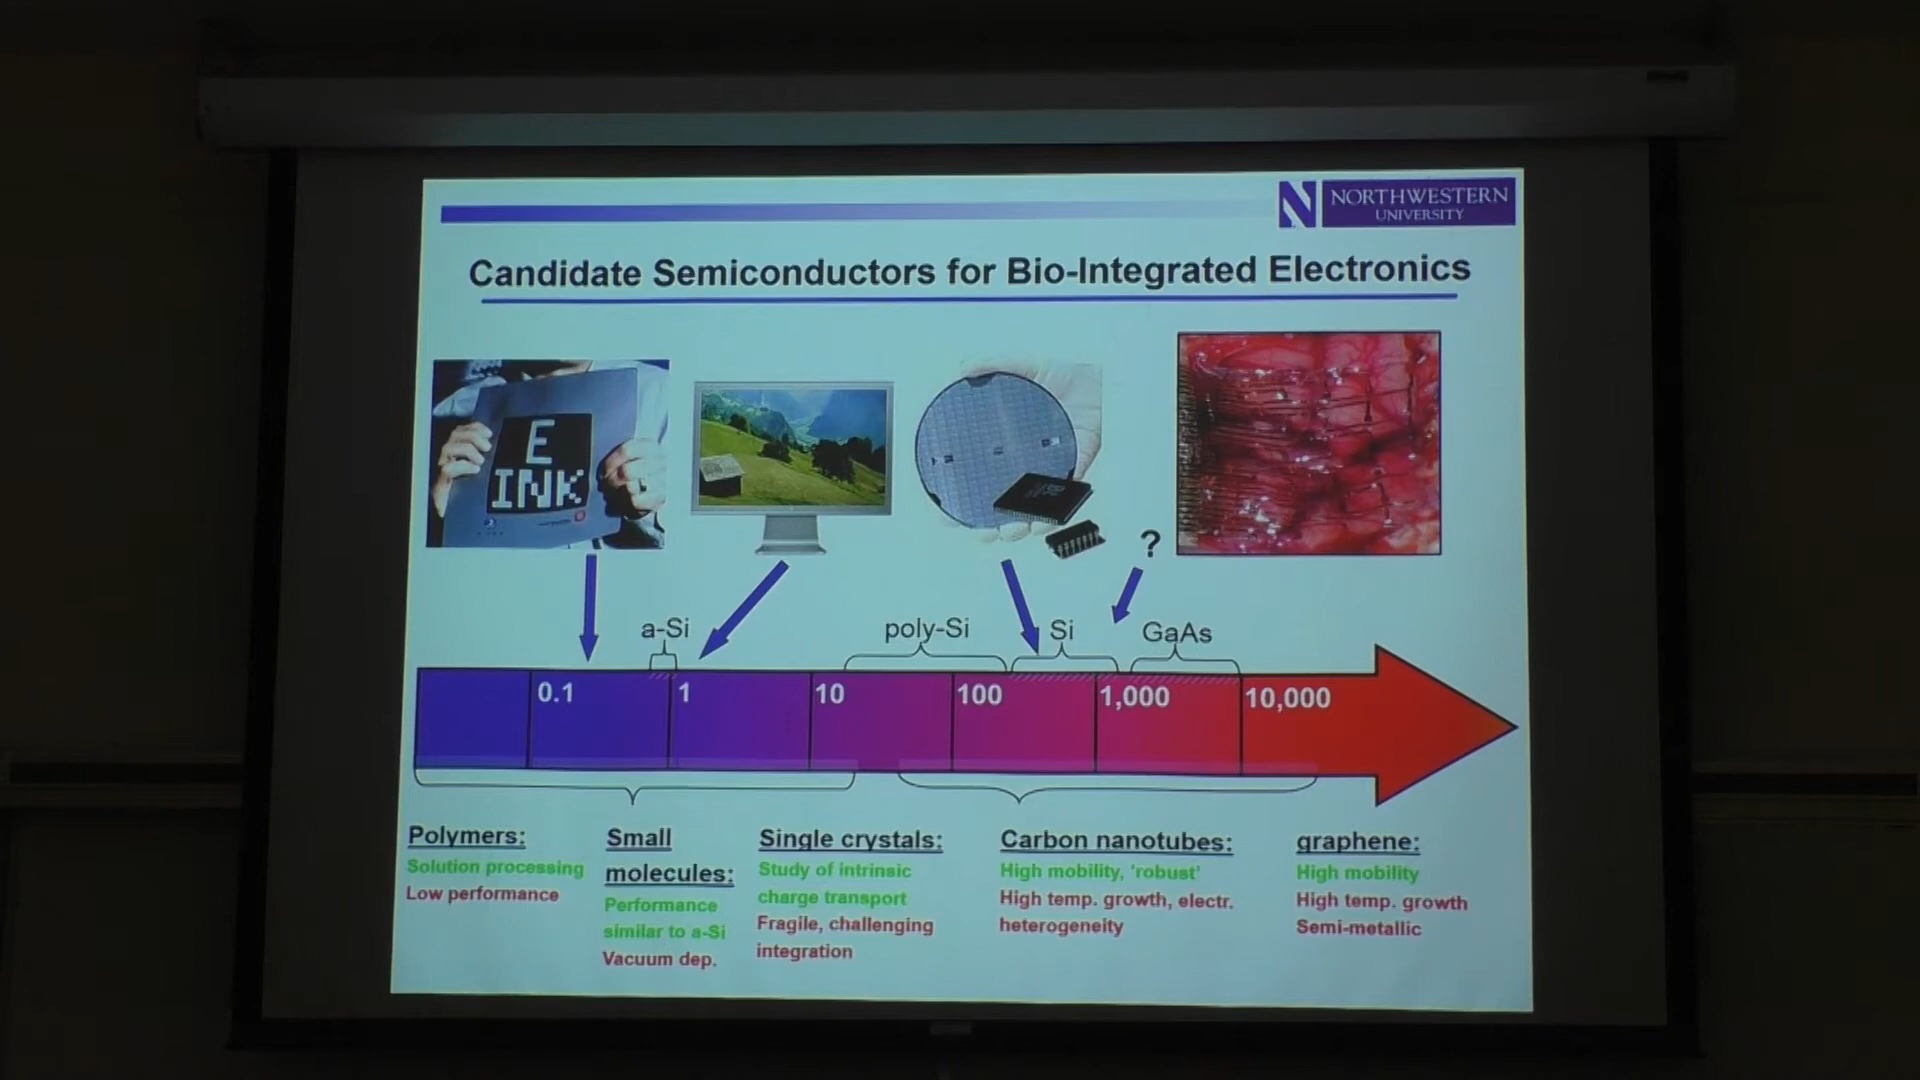 NORTHWESTERN
UNIVERSITY
Candidate Semiconductors for Bio-Integrated Electronics
E
INK
?
a-Si
poly-Si
Si
GaAs
0.1
1
10
100
1,000
10,000
Polymers:
Solution processing
Low performance
Small
molecules:
Performance
similar to a-Si
Vacuum dep.
Single crystals:
Study of intrinsic
charge transport
Fragile, challenging
integration
Carbon nanotubes:
High mobility, 'robust'
High temp. growth, electr.
heterogeneity
graphene:
High mobility
High temp. growth
Semi-metallic